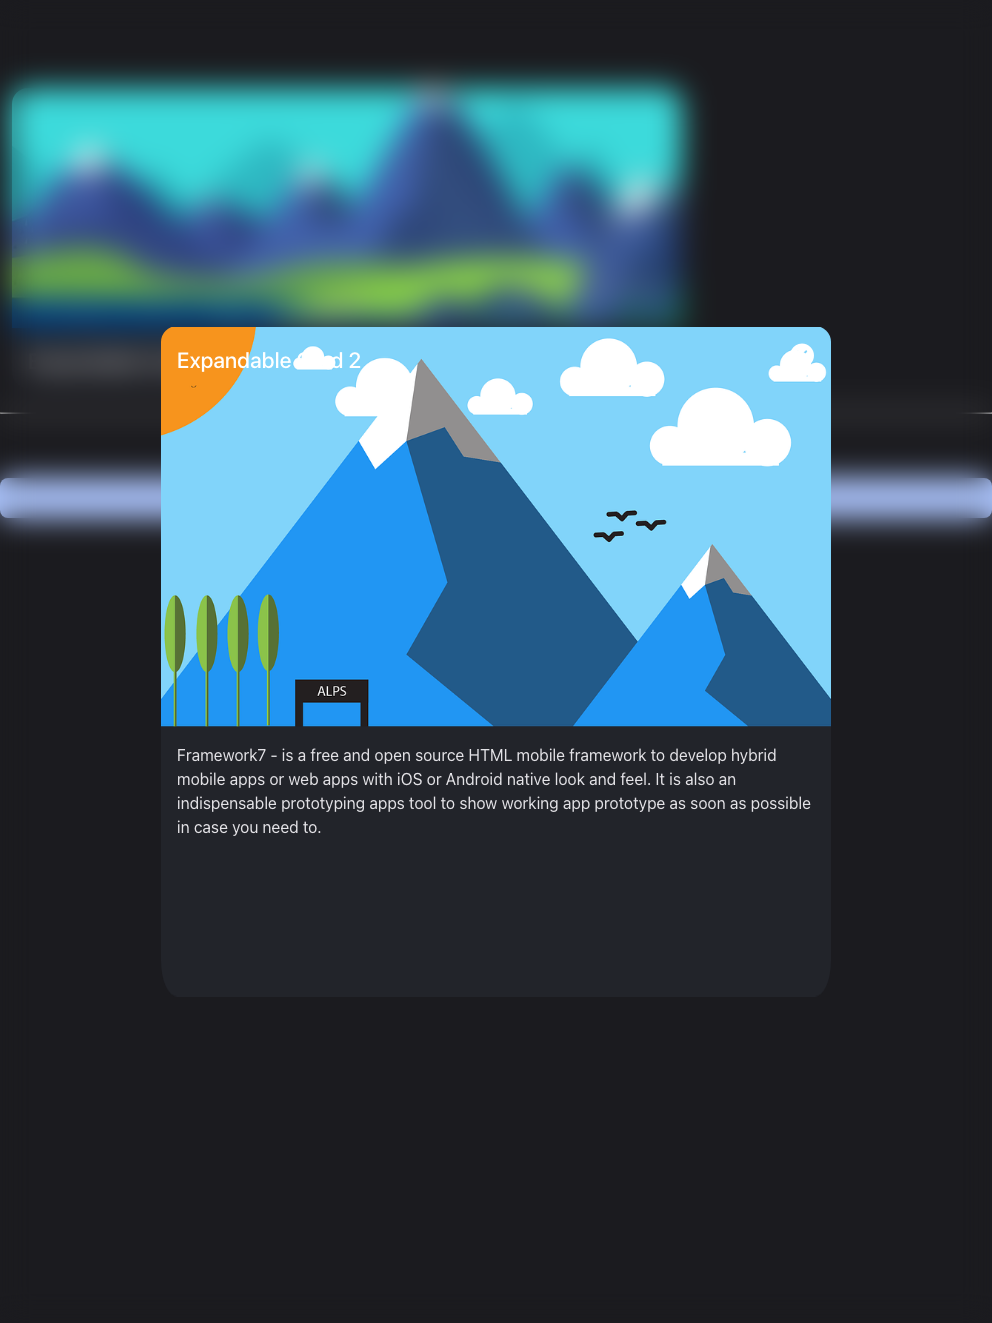 Expandable Card 2
ALPS
Framework7 - is a free and open source HTML mobile framework to develop hybrid
mobile apps or web apps with iOS or Android native look and feel. It is also an
indispensable prototyping apps tool to show working app prototype as soon as possible
in case you need to.